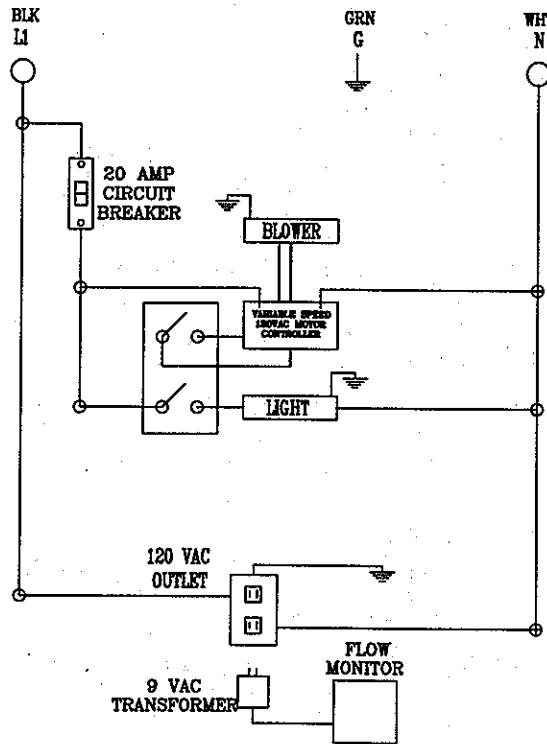 BLK
L1
GRN
G
WH
N
20 AMP
CIRCUIT
BREAKER
BLOWER
VARIABLE SPEED
120VAC MOTOR
CONTROLLER
LIGHT
120 VAC
OUTLET
FLOW
MONITOR
9 VAC
TRANSFORMER